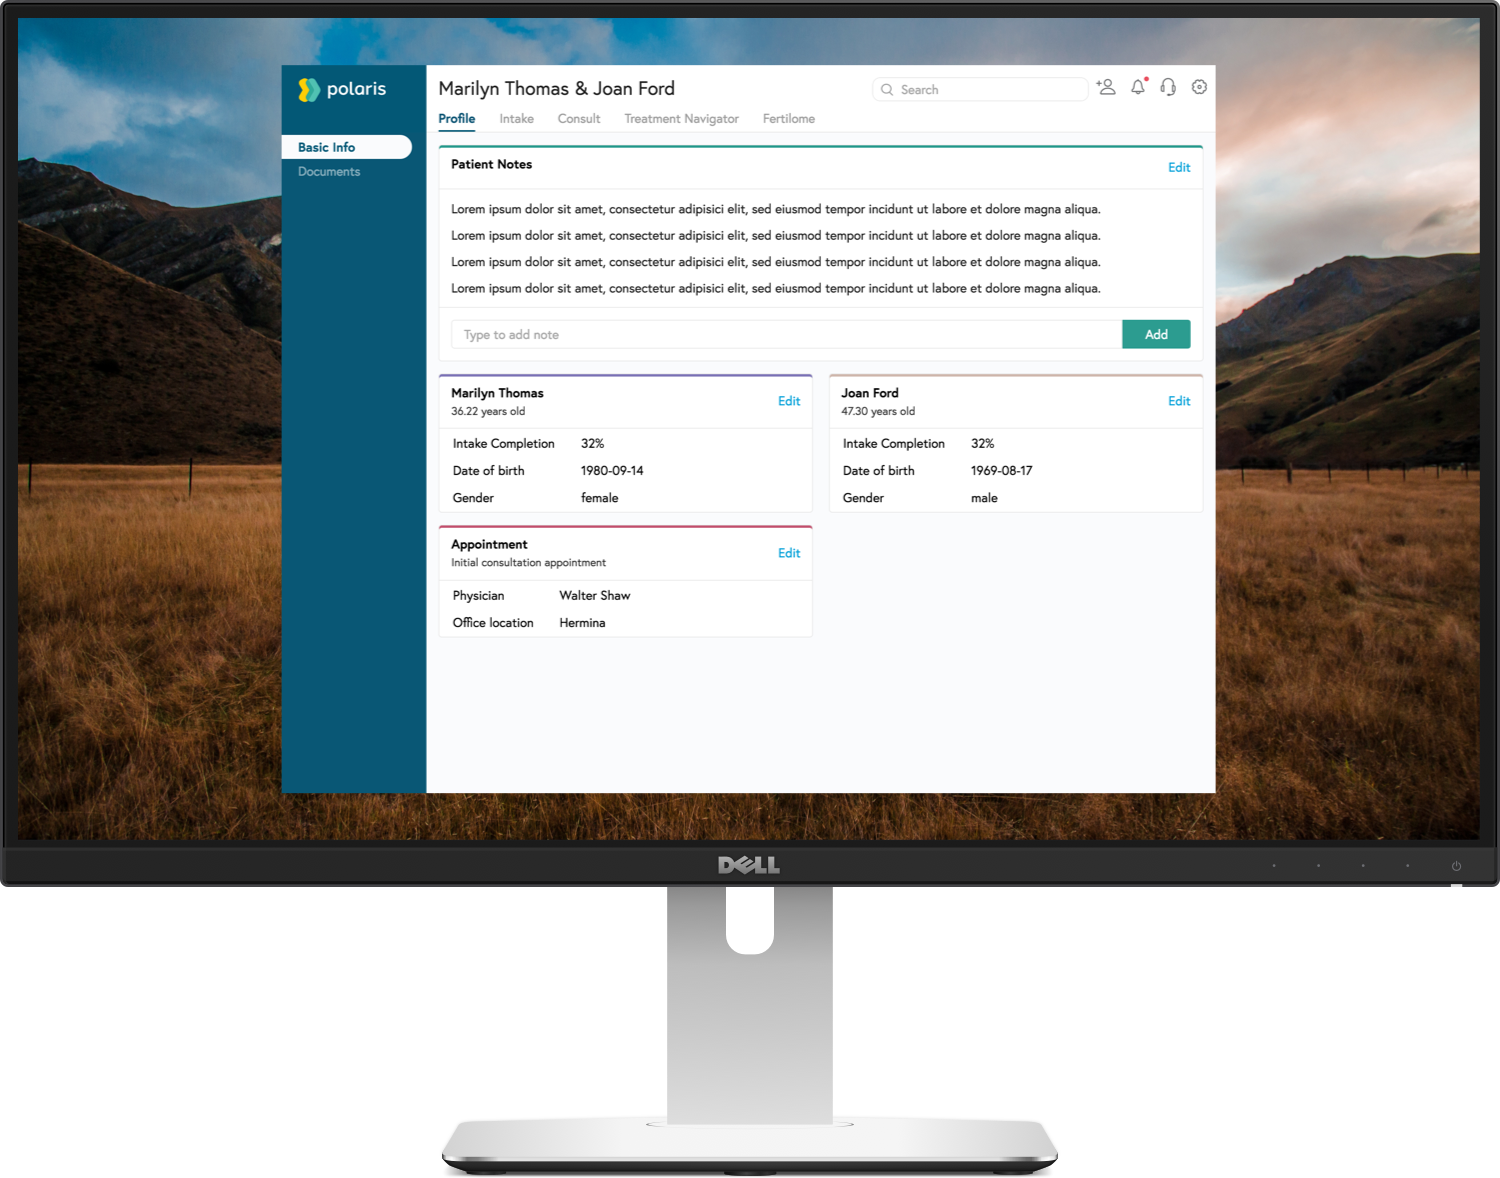 polaris
Basic Info
Documents
Marilyn Thomas & Joan Ford
Search
Profile Intake Consult Treatment Navigator Fertilome
Patient Notes
Edit
Lorem ipsum dolor sit amet, consectetur adipisici elit, sed eiusmod tempor incidunt ut labore et dolore magna aliqua.
Lorem ipsum dolor sit amet, consectetur adipisici elit, sed eiusmod tempor incidunt ut labore et dolore magna aliqua.
Lorem ipsum dolor sit amet, consectetur adipisici elit, sed eiusmod tempor incidunt ut labore et dolore magna aliqua.
Lorem ipsum dolor sit amet, consectetur adipisici elit, sed eiusmod tempor incidunt ut labore et dolore magna aliqua.
Type to add note
Add
Marilyn Thomas
36.22 years old
Edit
Intake Completion 32%
Date of birth 1980-09-14
Gender female
Joan Ford
47.30 years old
Edit
Intake Completion 32%
Date of birth 1969-08-17
Gender male
Appointment
Initial consultation appointment
Edit
Physician Walter Shaw
Office location Hermina
DELL